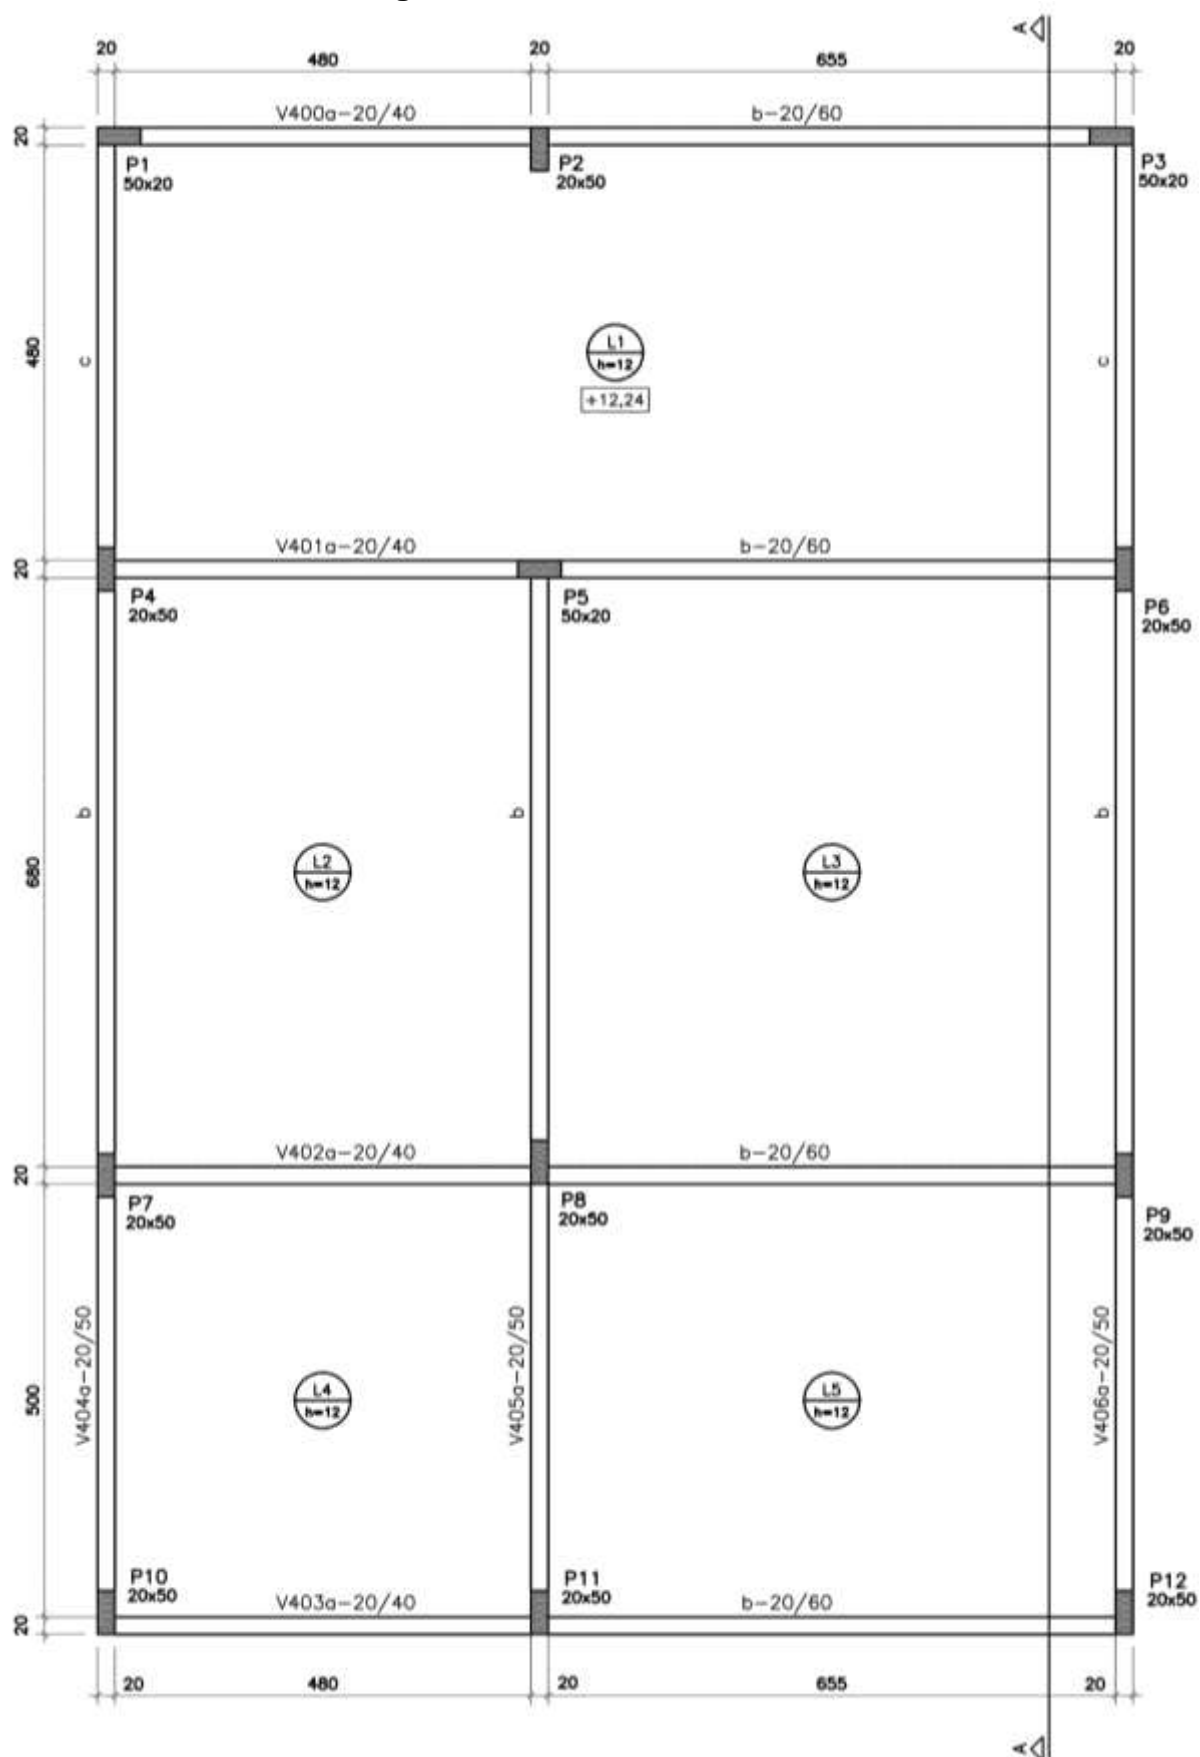 A
20
20
20
480
655
V400a-20/40
b-20/60
20
P1
50x20
P2
20x50
P3
50x20
480
c
L1
h=12
+12,24
c
V401a-20/40
b-20/60
20
P4
20x50
P5
50x20
P6
20x50
b
b
b
680
L2
h=12
L3
h=12
V402a-20/40
b-20/60
20
P7
20x50
P8
20x50
P9
20x50
V404a-20/50
V405a-20/50
V406a-20/50
500
L4
h=12
L5
h=12
P10
20x50
V403a-20/40
P11
20x50
b-20/60
P12
20x50
20
20
480
20
655
20
A